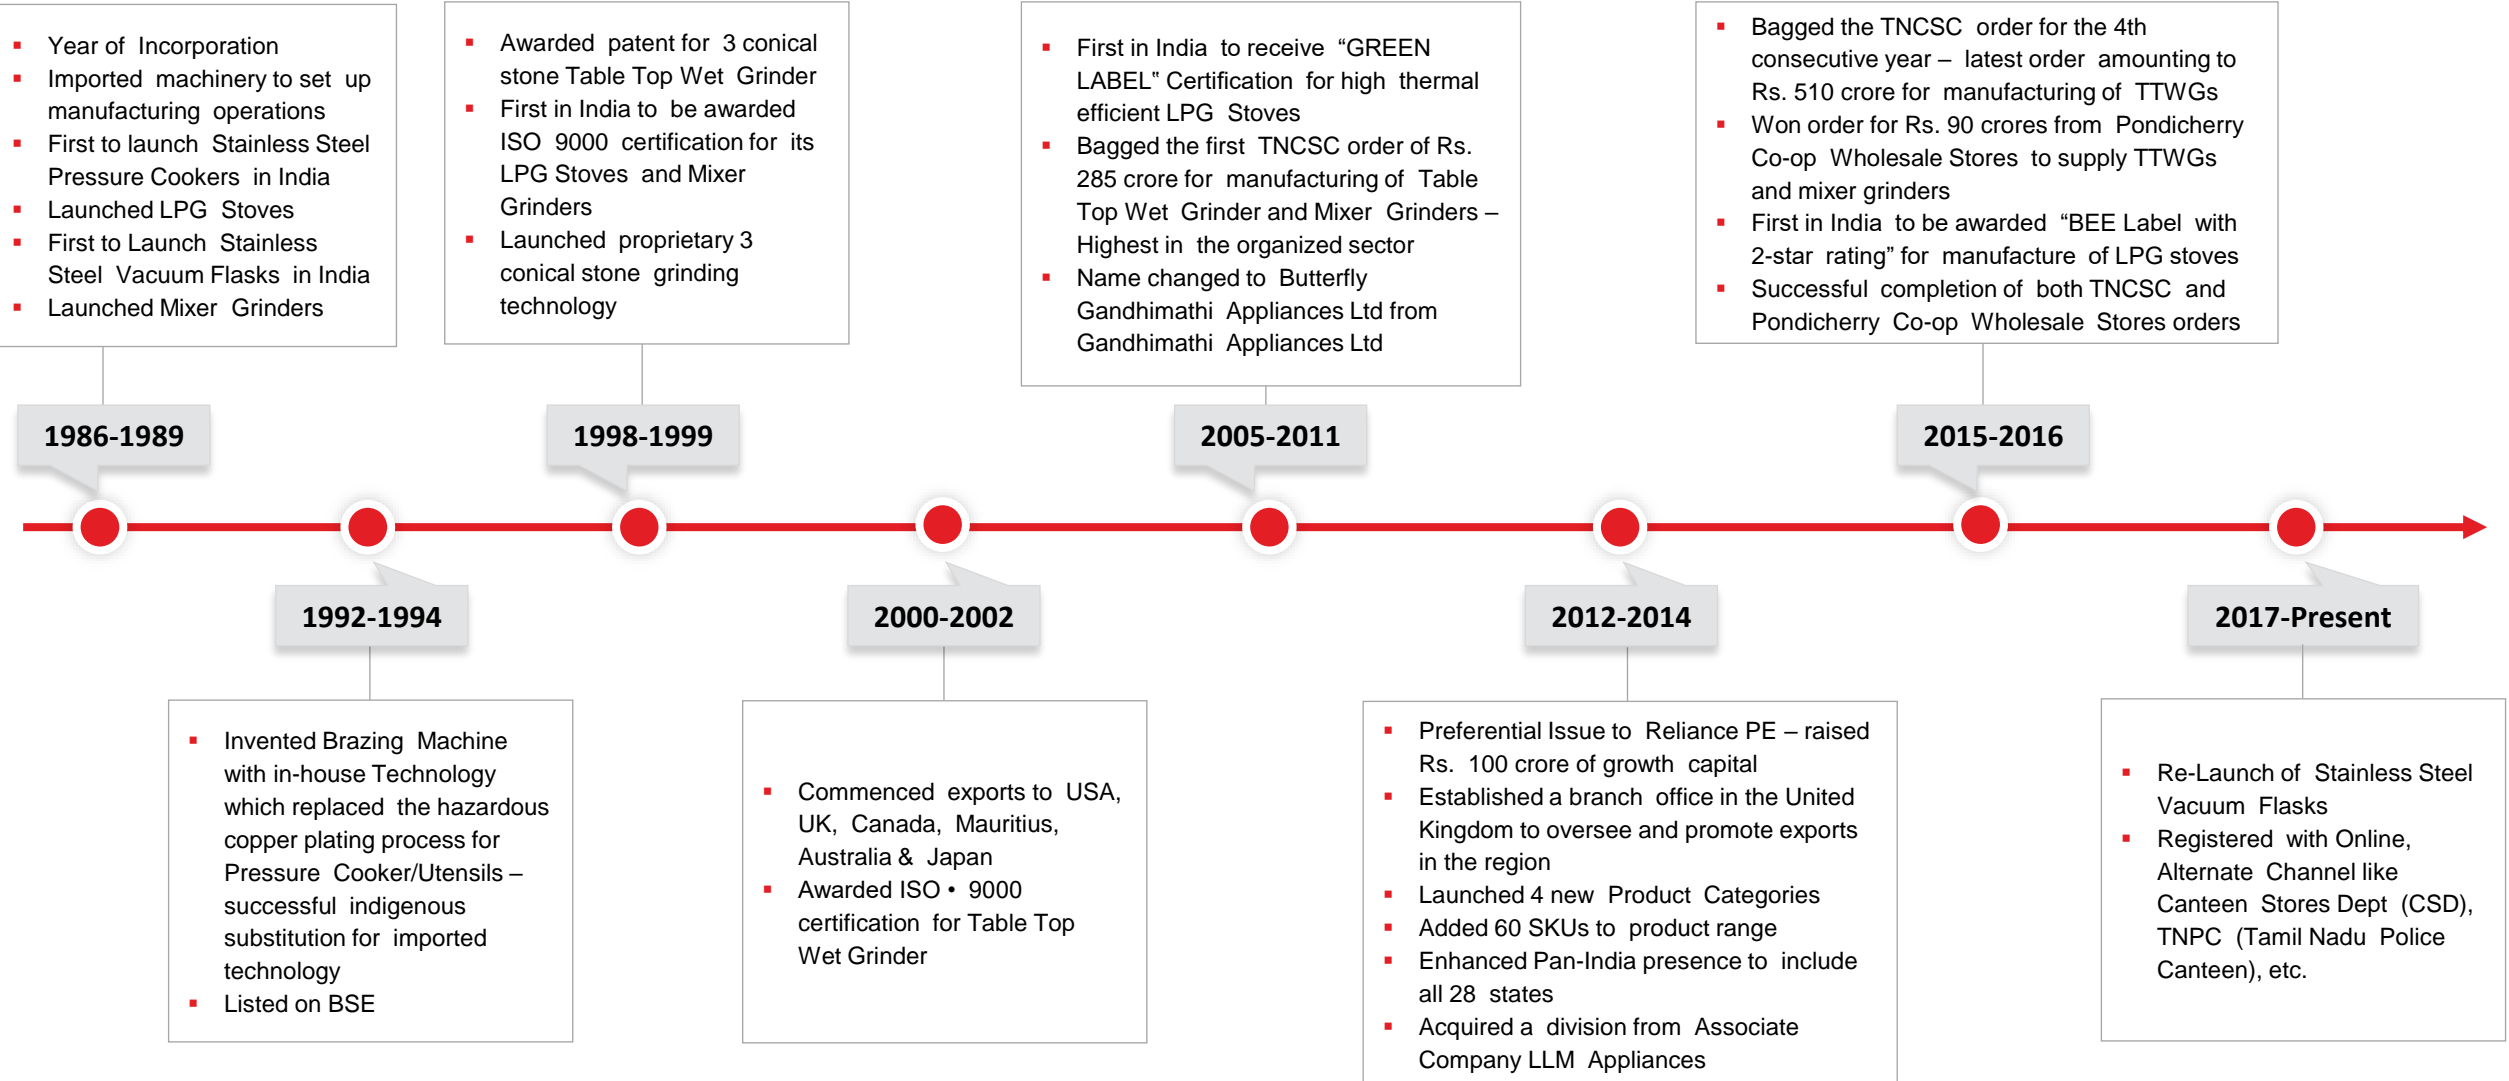 Year of Incorporation
Imported machinery to set up
manufacturing operations
First to launch Stainless Steel
Pressure Cookers in India
Launched LPG Stoves
First to Launch Stainless
Steel Vacuum Flasks in India
Launched Mixer Grinders
1986-1989
Invented Brazing Machine
with in-house Technology
which replaced the hazardous
copper plating process for
Pressure Cooker/Utensils –
successful indigenous
substitution for imported
technology
Listed on BSE
1992-1994
Awarded patent for 3 conical
stone Table Top Wet Grinder
First in India to be awarded
ISO 9000 certification for its
LPG Stoves and Mixer
Grinders
Launched proprietary 3
conical stone grinding
technology
1998-1999
2000-2002
Commenced exports to USA,
UK, Canada, Mauritius,
Australia & Japan
Awarded ISO • 9000
certification for Table Top
Wet Grinder
First in India to receive “GREEN
LABEL‟ Certification for high thermal
efficient LPG Stoves
Bagged the first TNCSC order of Rs.
285 crore for manufacturing of Table
Top Wet Grinder and Mixer Grinders –
Highest in the organized sector
Name changed to Butterfly
Gandhimathi Appliances Ltd from
Gandhimathi Appliances Ltd
2005-2011
2012-2014
Preferential Issue to Reliance PE – raised
Rs. 100 crore of growth capital
Established a branch office in the United
Kingdom to oversee and promote exports
in the region
Launched 4 new Product Categories
Added 60 SKUs to product range
Enhanced Pan-India presence to include
all 28 states
Acquired a division from Associate
Company LLM Appliances
Bagged the TNCSC order for the 4th
consecutive year – latest order amounting to
Rs. 510 crore for manufacturing of TTWGs
Won order for Rs. 90 crores from Pondicherry
Co-op Wholesale Stores to supply TTWGs
and mixer grinders
First in India to be awarded “BEE Label with
2-star rating” for manufacture of LPG stoves
Successful completion of both TNCSC and
Pondicherry Co-op Wholesale Stores orders
2015-2016
2017-Present
Re-Launch of Stainless Steel
Vacuum Flasks
Registered with Online,
Alternate Channel like
Canteen Stores Dept (CSD),
TNPC (Tamil Nadu Police
Canteen), etc.